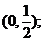 (0, 1/2);